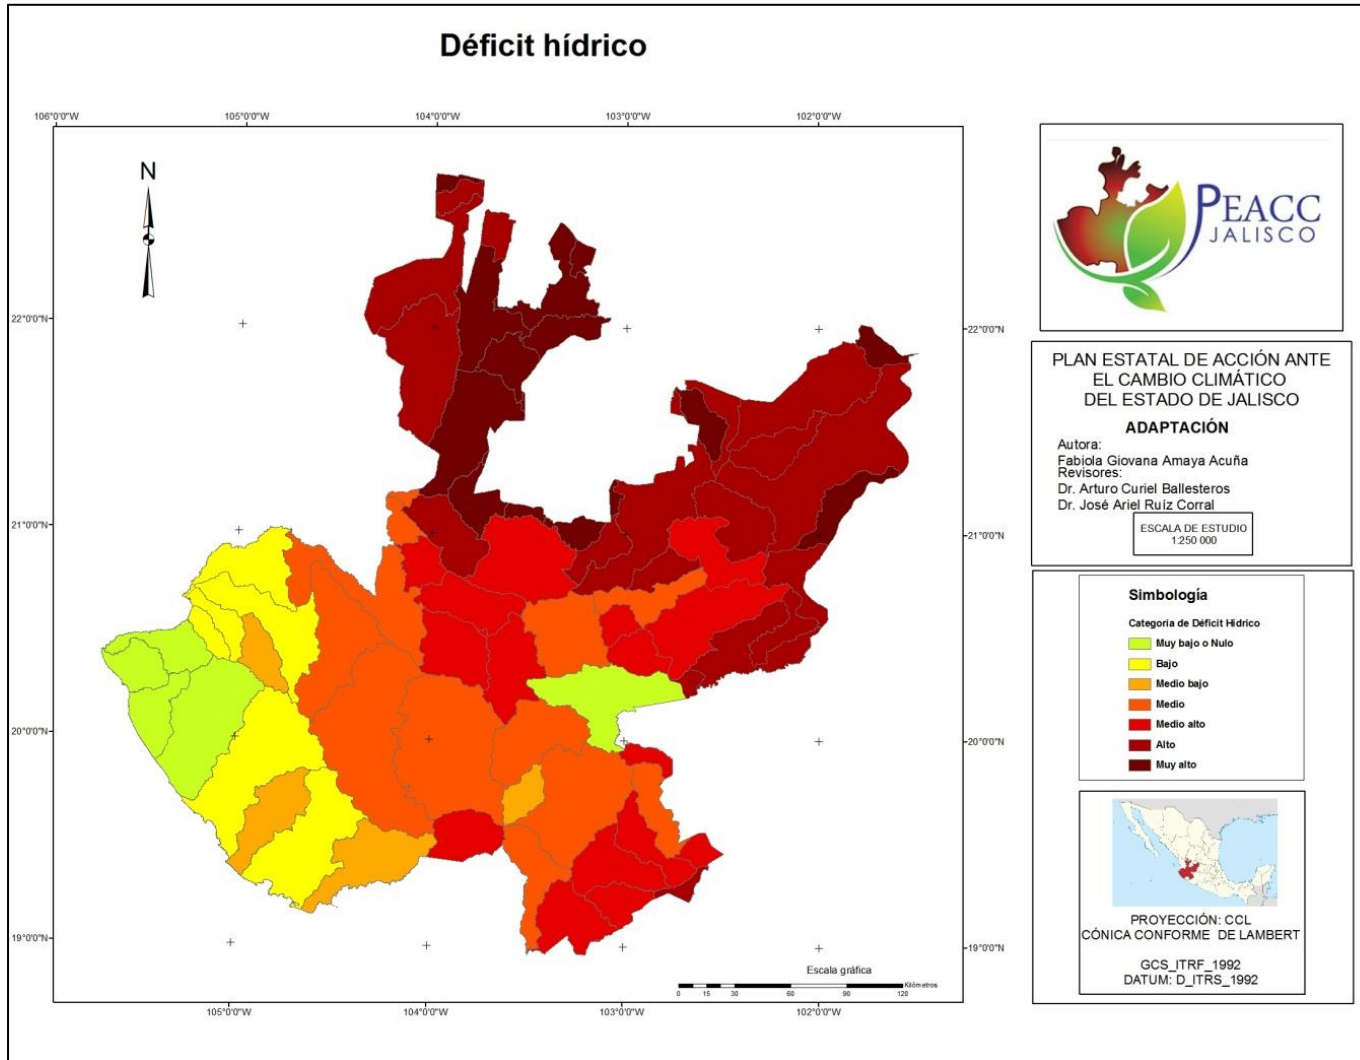 Déficit hídrico
106°0'0"W
105°0'0"W
104°0'0"W
103°0'0"W
102°0'0"W
N
22°0'0"N
22°0'0"N
21°0'0"N
21°0'0"N
20°0'0"N
20°0'0"N
19°0'0"N
19°0'0"N
105°0'0"W
104°0'0"W
103°0'0"W
102°0'0"W
Escala gráfica
Kilómetros
0 15 30 60 90 120
PEACC
JALISCO
PLAN ESTATAL DE ACCIÓN ANTE
EL CAMBIO CLIMÁTICO
DEL ESTADO DE JALISCO
ADAPTACIÓN
Autora:
Fabiola Giovana Amaya Acuña
Revisores:
Dr. Arturo Curiel Ballesteros
Dr. José Ariel Ruíz Corral
ESCALA DE ESTUDIO
1:250 000
Simbología
Categoria de Déficit Hídrico
Muy bajo o Nulo
Bajo
Medio bajo
Medio
Medio alto
Alto
Muy alto
PROYECCIÓN: CCL
CÓNICA CONFORME DE LAMBERT
GCS_ITRF_1992
DATUM: D_ITRS_1992